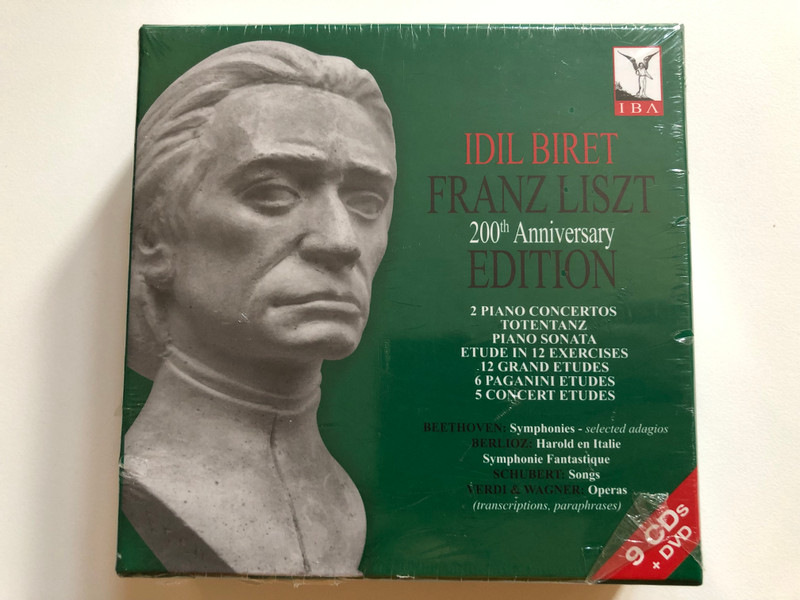 IBA
IDIL BIRET
FRANZ LISZT
200th Anniversary
EDITION
2 PIANO CONCERTOS
TOTENTANZ
PIANO SONATA
ETUDE IN 12 EXERCISES
12 GRAND ETUDES
6 PAGANINI ETUDES
5 CONCERT ETUDES
BEETHOVEN: Symphonies - selected adagios
BERLIOZ: Harold en Italie
Symphonie Fantastique
SCHUBERT: Songs
VERDI & WAGNER: Operas
(transcriptions, paraphrases)
9 CDs
+ DVD